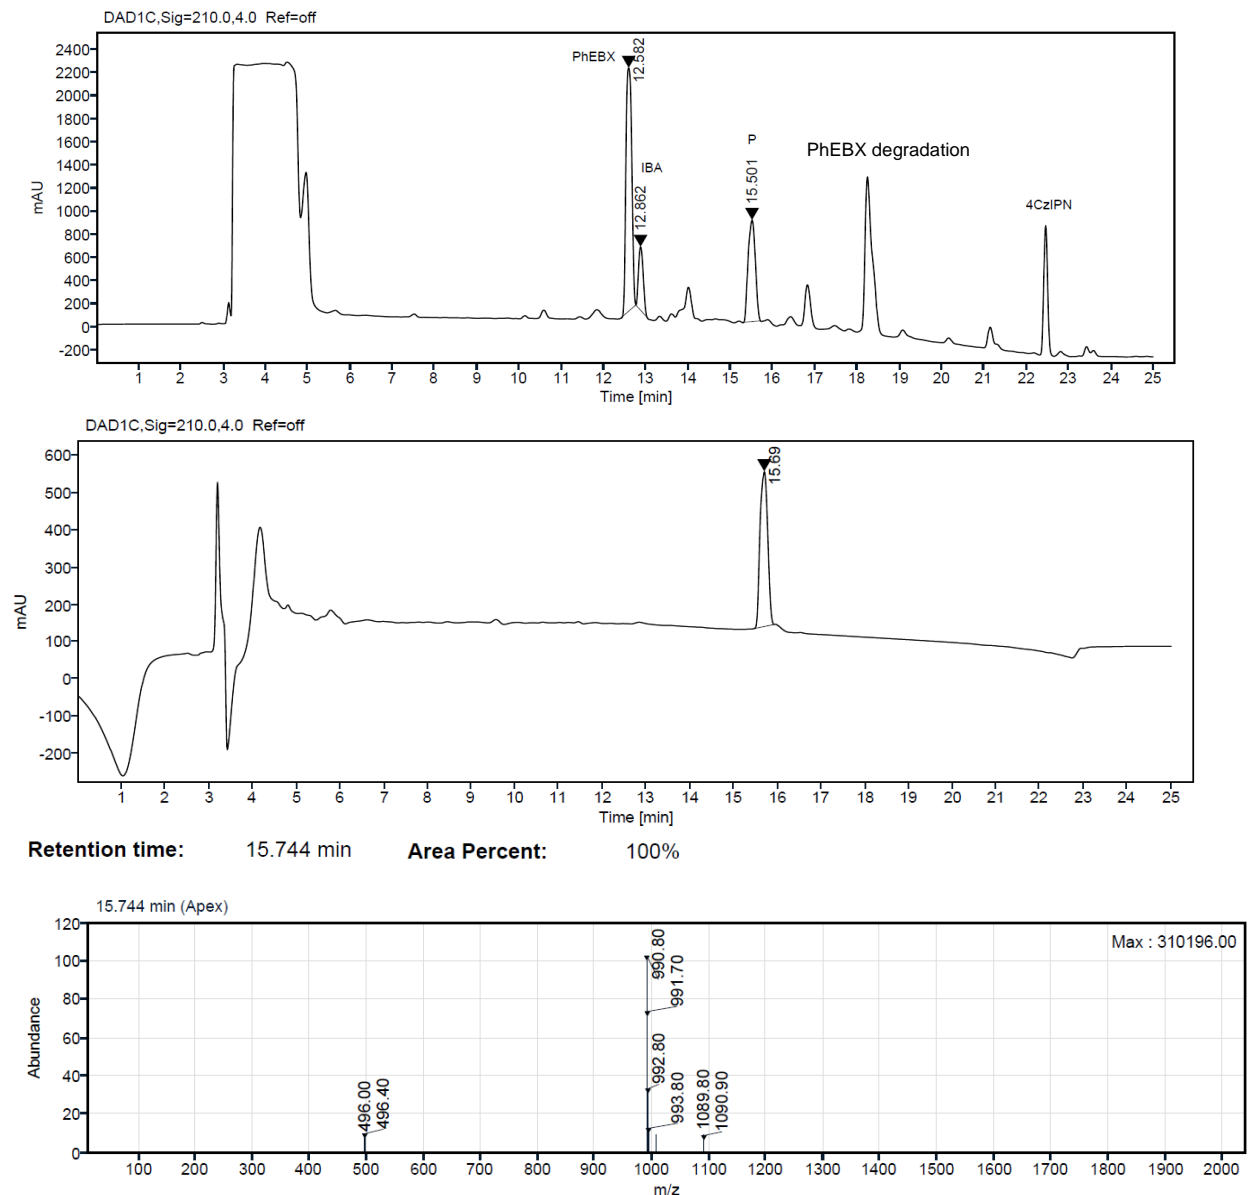 DAD1C,Sig=210.0,4.0 Ref=off
mAU
2400
2200
2000
1800
1600
1400
1200
1000
800
600
400
200
0
-200
PhEBX
12.582
IBA
12.862
P
15.501
PhEBX degradation
4CzIPN
1 2 3 4 5 6 7 8 9 10 11 12 13 14 15 16 17 18 19 20 21 22 23 24 25
Time [min]
DAD1C,Sig=210.0,4.0 Ref=off
mAU
600
500
400
300
200
100
0
-100
-200
15.69
1 2 3 4 5 6 7 8 9 10 11 12 13 14 15 16 17 18 19 20 21 22 23 24 25
Time [min]
Retention time: 15.744 min Area Percent: 100%
15.744 min (Apex)
Max : 310196.00
Abundance
120
100
80
60
40
20
0
496.00
496.40
990.80
991.70
992.80
993.80
1089.80
1090.90
100 200 300 400 500 600 700 800 900 1000 1100 1200 1300 1400 1500 1600 1700 1800 1900 2000
m/z